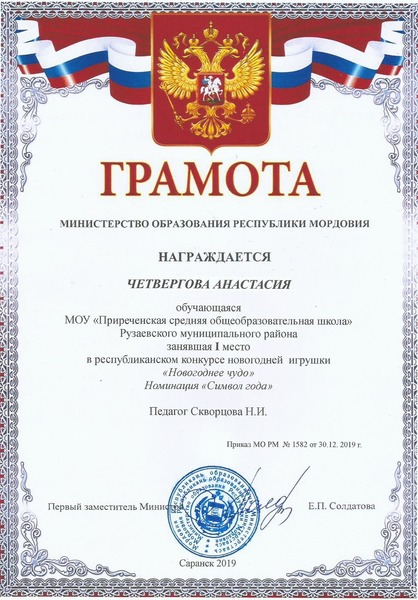 ГРАМОТА
МИНИСТЕРСТВО ОБРАЗОВАНИЯ РЕСПУБЛИКИ МОРДОВИЯ
НАГРАЖДАЕТСЯ
ЧЕТВЕРГОВА АНАСТАСИЯ
обучающаяся
МОУ «Приреченская средняя общеобразовательная школа»
Рузаевского муниципального района
занявшая I место
в республиканском конкурсе новогодней игрушки
«Новогоднее чудо»
Номинация «Символ года»
Педагог Скворцова Н.И.
Приказ МО РМ № 1582 от 30.12. 2019 г.
Первый заместитель Министра Е.П. Солдатова
Саранск 2019